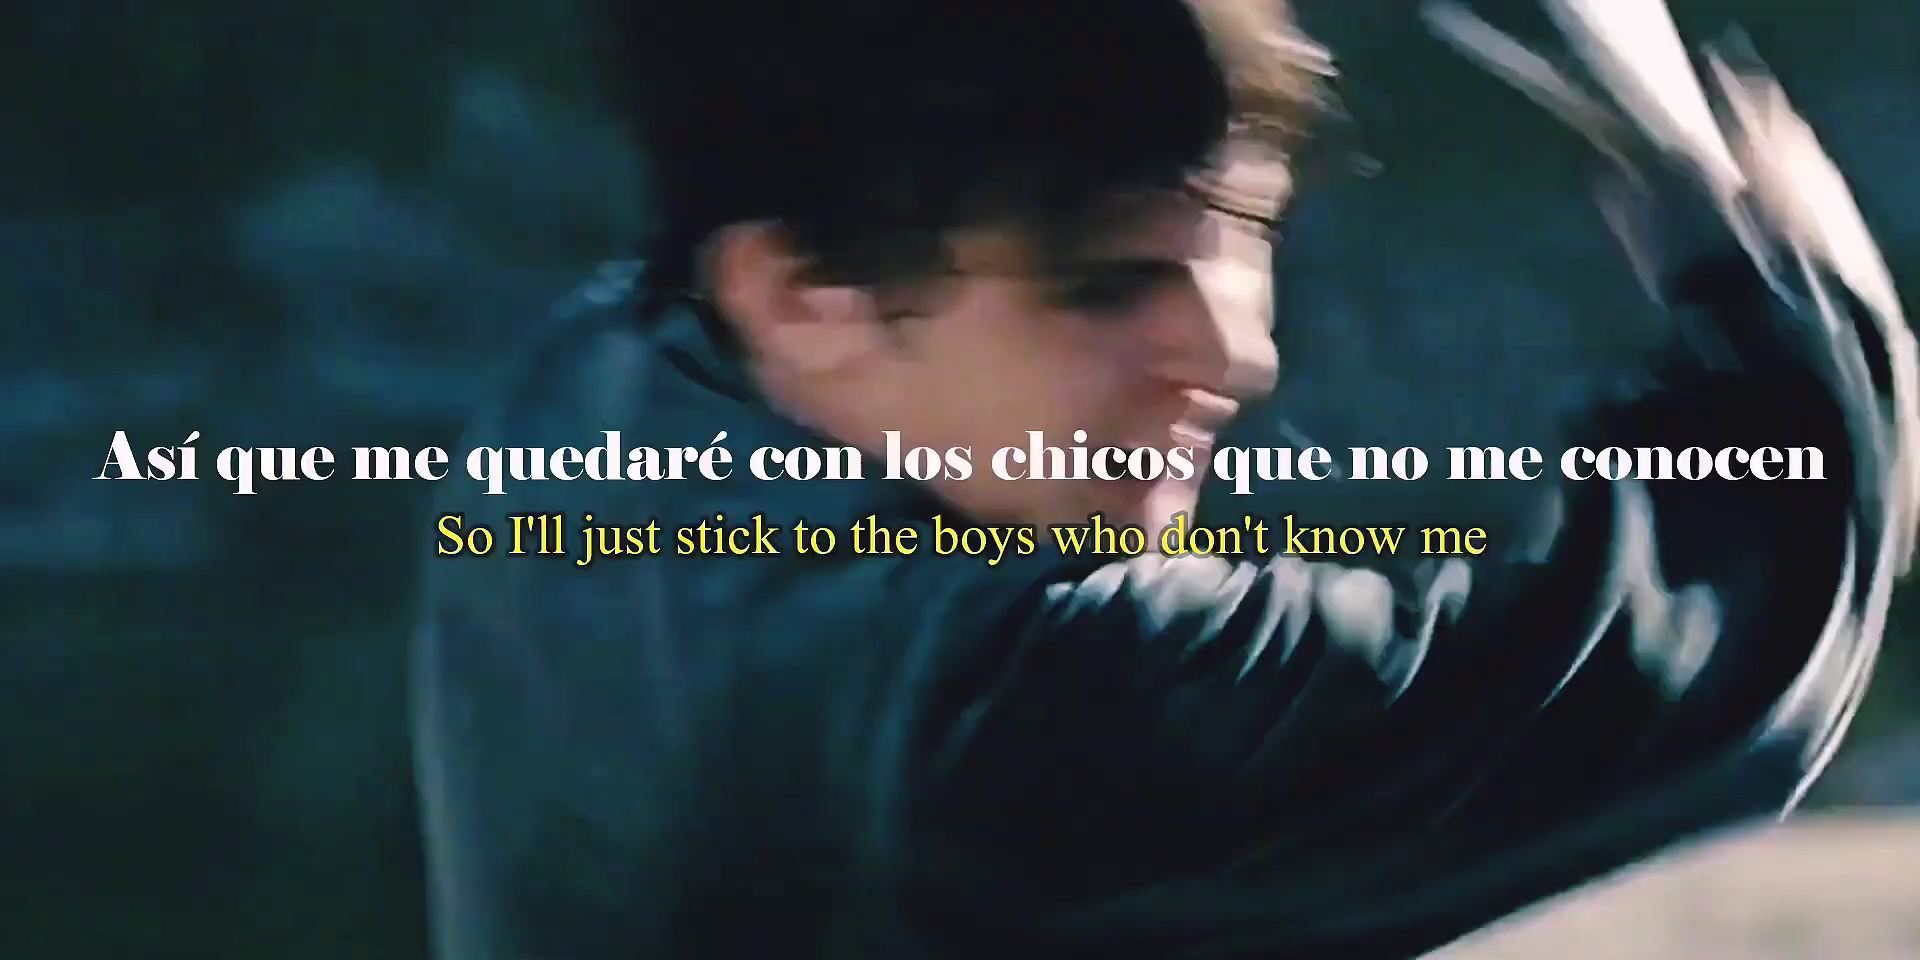 Así que me quedaré con los chicos que no me conocen
So I'll just stick to the boys who don't know me